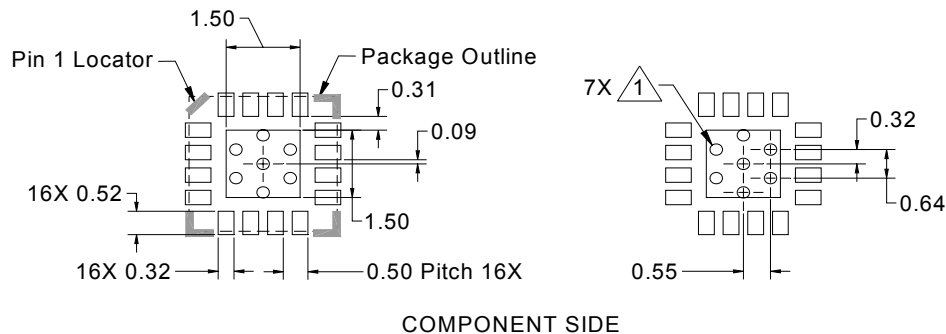 1.50
Pin 1 Locator
Package Outline
0.31
0.09
16X 0.52
1.50
16X 0.32
0.50 Pitch 16X
7X 1
0.32
0.64
0.55
COMPONENT SIDE